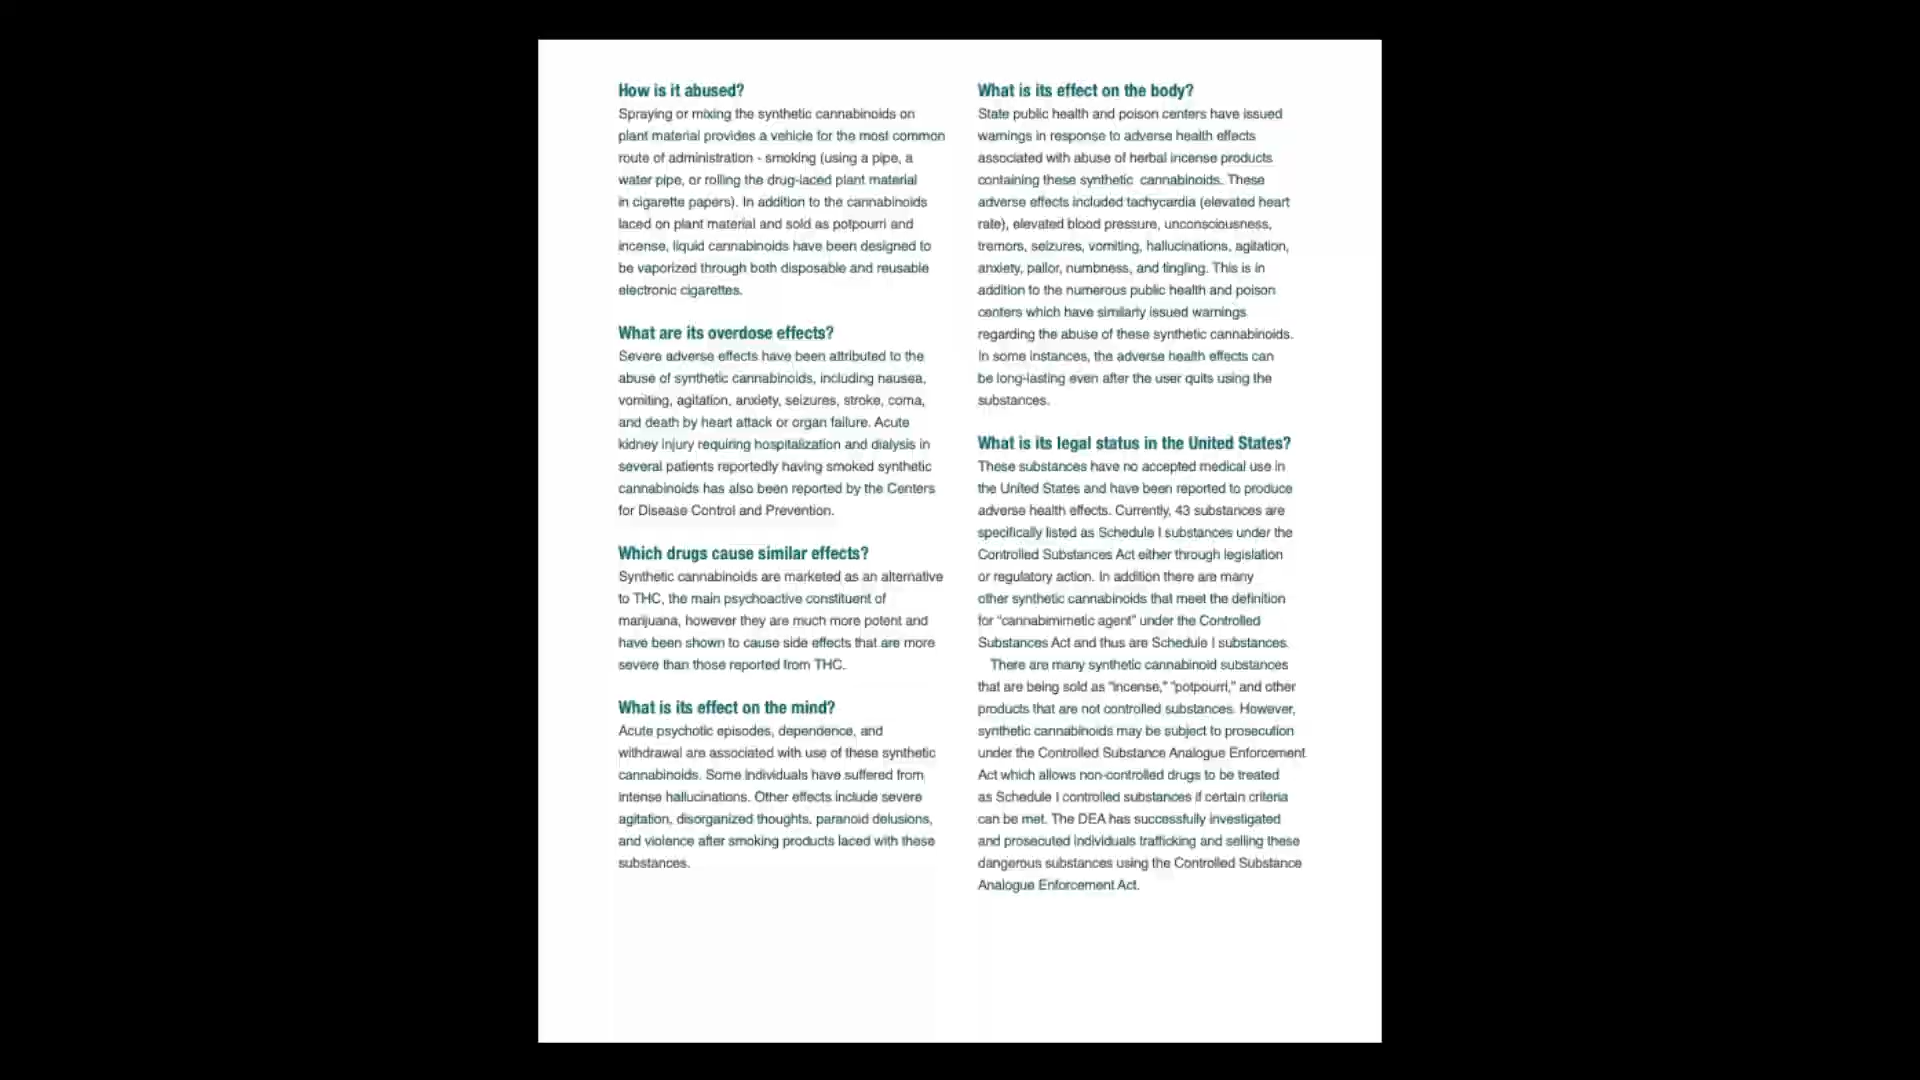 How is it abused?
Spraying or mixing the synthetic cannabinoids on
plant material provides a vehicle for the most common
route of administration - smoking (using a pipe, a
water pipe, or rolling the drug-laced plant material
in cigarette papers). In addition to the cannabinoids
laced on plant material and sold as potpourri and
incense, liquid cannabinoids have been designed to
be vaporized through both disposable and reusable
electronic cigarettes.
What are its overdose effects?
Severe adverse effects have been attributed to the
abuse of synthetic cannabinoids, including nausea,
vomiting, agitation, anxiety, seizures, stroke, coma,
and death by heart attack or organ failure. Acute
kidney injury requiring hospitalization and dialysis in
several patients reportedly having smoked synthetic
cannabinoids has also been reported by the Centers
for Disease Control and Prevention.
Which drugs cause similar effects?
Synthetic cannabinoids are marketed as an alternative
to THC, the main psychoactive constituent of
marijuana, however they are much more potent and
have been shown to cause side effects that are more
severe than those reported from THC.
What is its effect on the mind?
Acute psychotic episodes, dependence, and
withdrawal are associated with use of these synthetic
cannabinoids. Some individuals have suffered from
intense hallucinations. Other effects include severe
agitation, disorganized thoughts, paranoid delusions,
and violence after smoking products laced with these
substances.
What is its effect on the body?
State public health and poison centers have issued
warnings in response to adverse health effects
associated with abuse of herbal incense products
containing these synthetic cannabinoids. These
adverse effects included tachycardia (elevated heart
rate), elevated blood pressure, unconsciousness,
tremors, seizures, vomiting, hallucinations, agitation,
anxiety, pallor, numbness, and tingling. This is in
addition to the numerous public health and poison
centers which have similarly issued warnings
regarding the abuse of these synthetic cannabinoids.
In some instances, the adverse health effects can
be long-lasting even after the user quits using the
substances.
What is its legal status in the United States?
These substances have no accepted medical use in
the United States and have been reported to produce
adverse health effects. Currently, 43 substances are
specifically listed as Schedule I substances under the
Controlled Substances Act either through legislation
or regulatory action. In addition there are many
other synthetic cannabinoids that meet the definition
for “cannabimimetic agent” under the Controlled
Substances Act and thus are Schedule I substances.
There are many synthetic cannabinoid substances
that are being sold as “incense,” “potpourri,” and other
products that are not controlled substances. However,
synthetic cannabinoids may be subject to prosecution
under the Controlled Substance Analogue Enforcement
Act which allows non-controlled drugs to be treated
as Schedule I controlled substances if certain criteria
can be met. The DEA has successfully investigated
and prosecuted individuals trafficking and selling these
dangerous substances using the Controlled Substance
Analogue Enforcement Act.